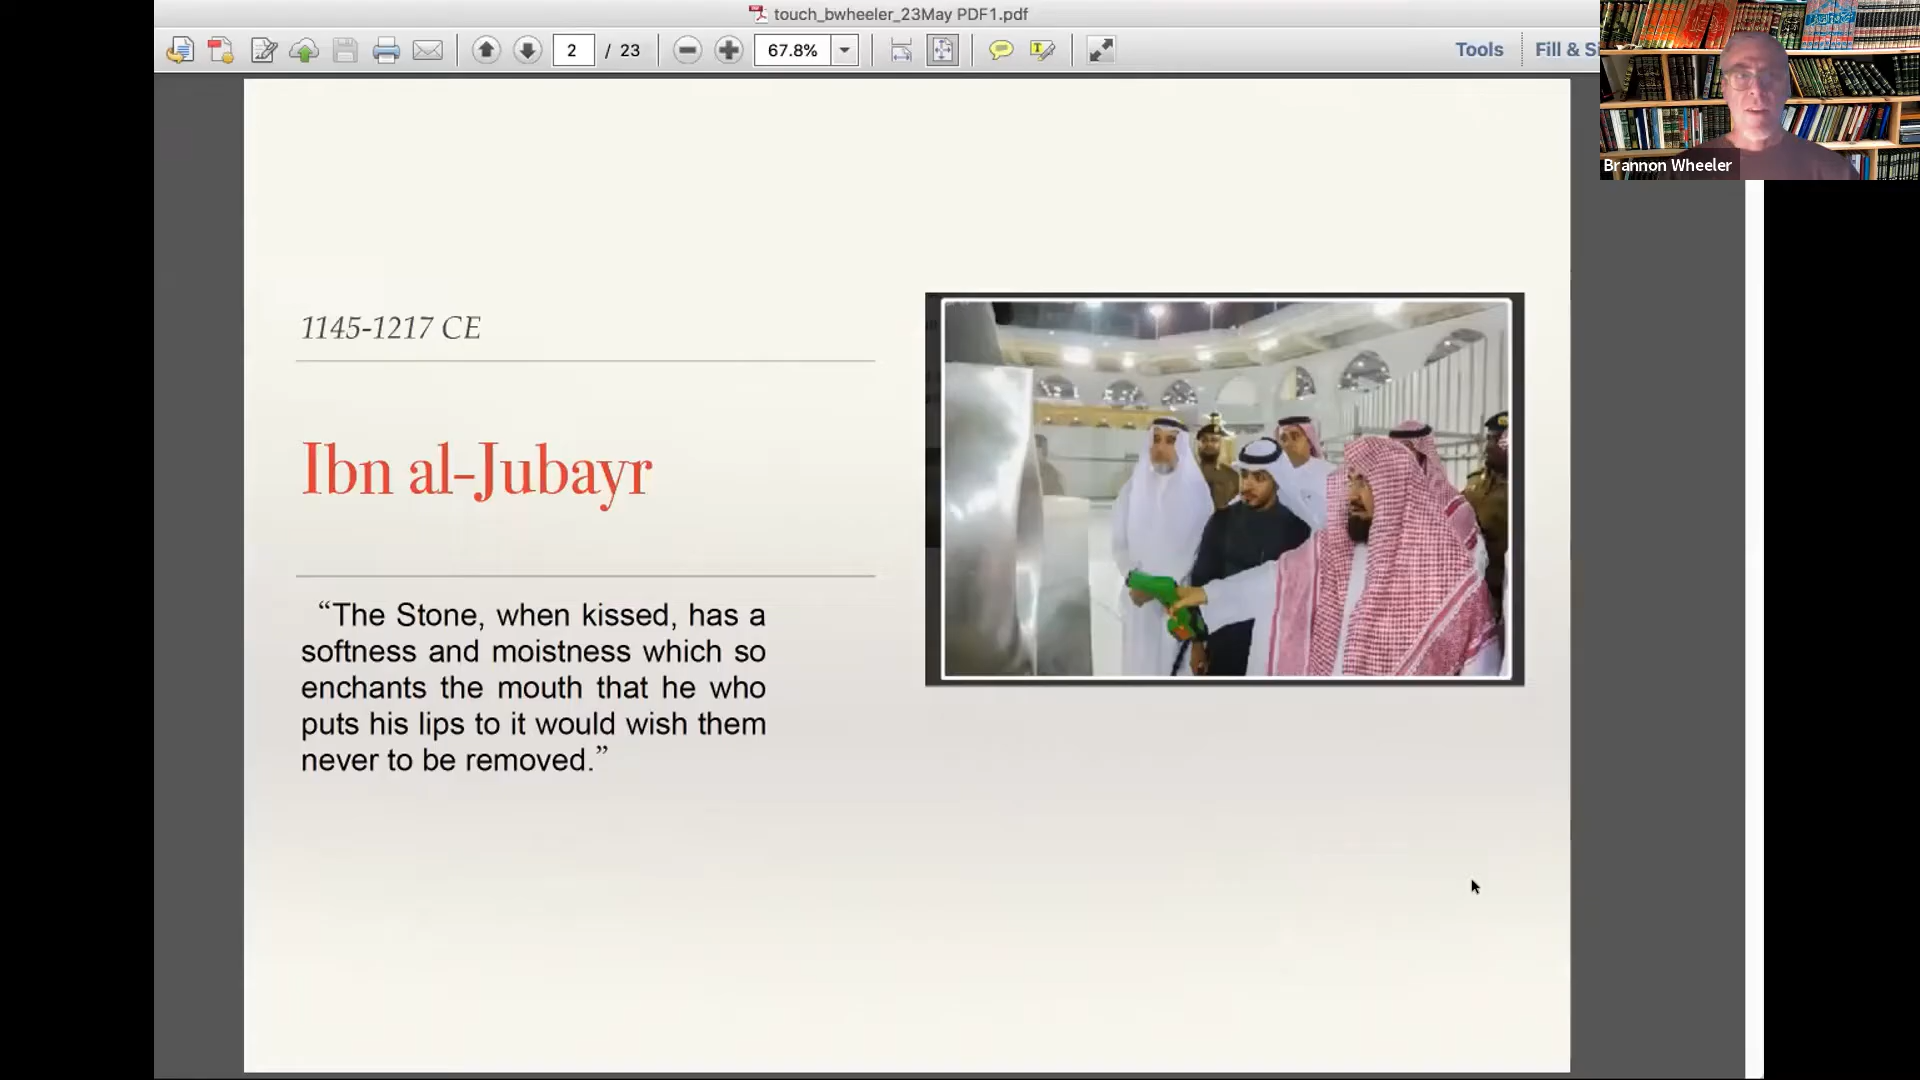 touch_bwheeler_23May PDF1.pdf
2 / 23
67.8%
Tools
Fill & Si
Brannon Wheeler
1145-1217 CE
Ibn al-Jubayr
“The Stone, when kissed, has a
softness and moistness which so
enchants the mouth that he who
puts his lips to it would wish them
never to be removed.”